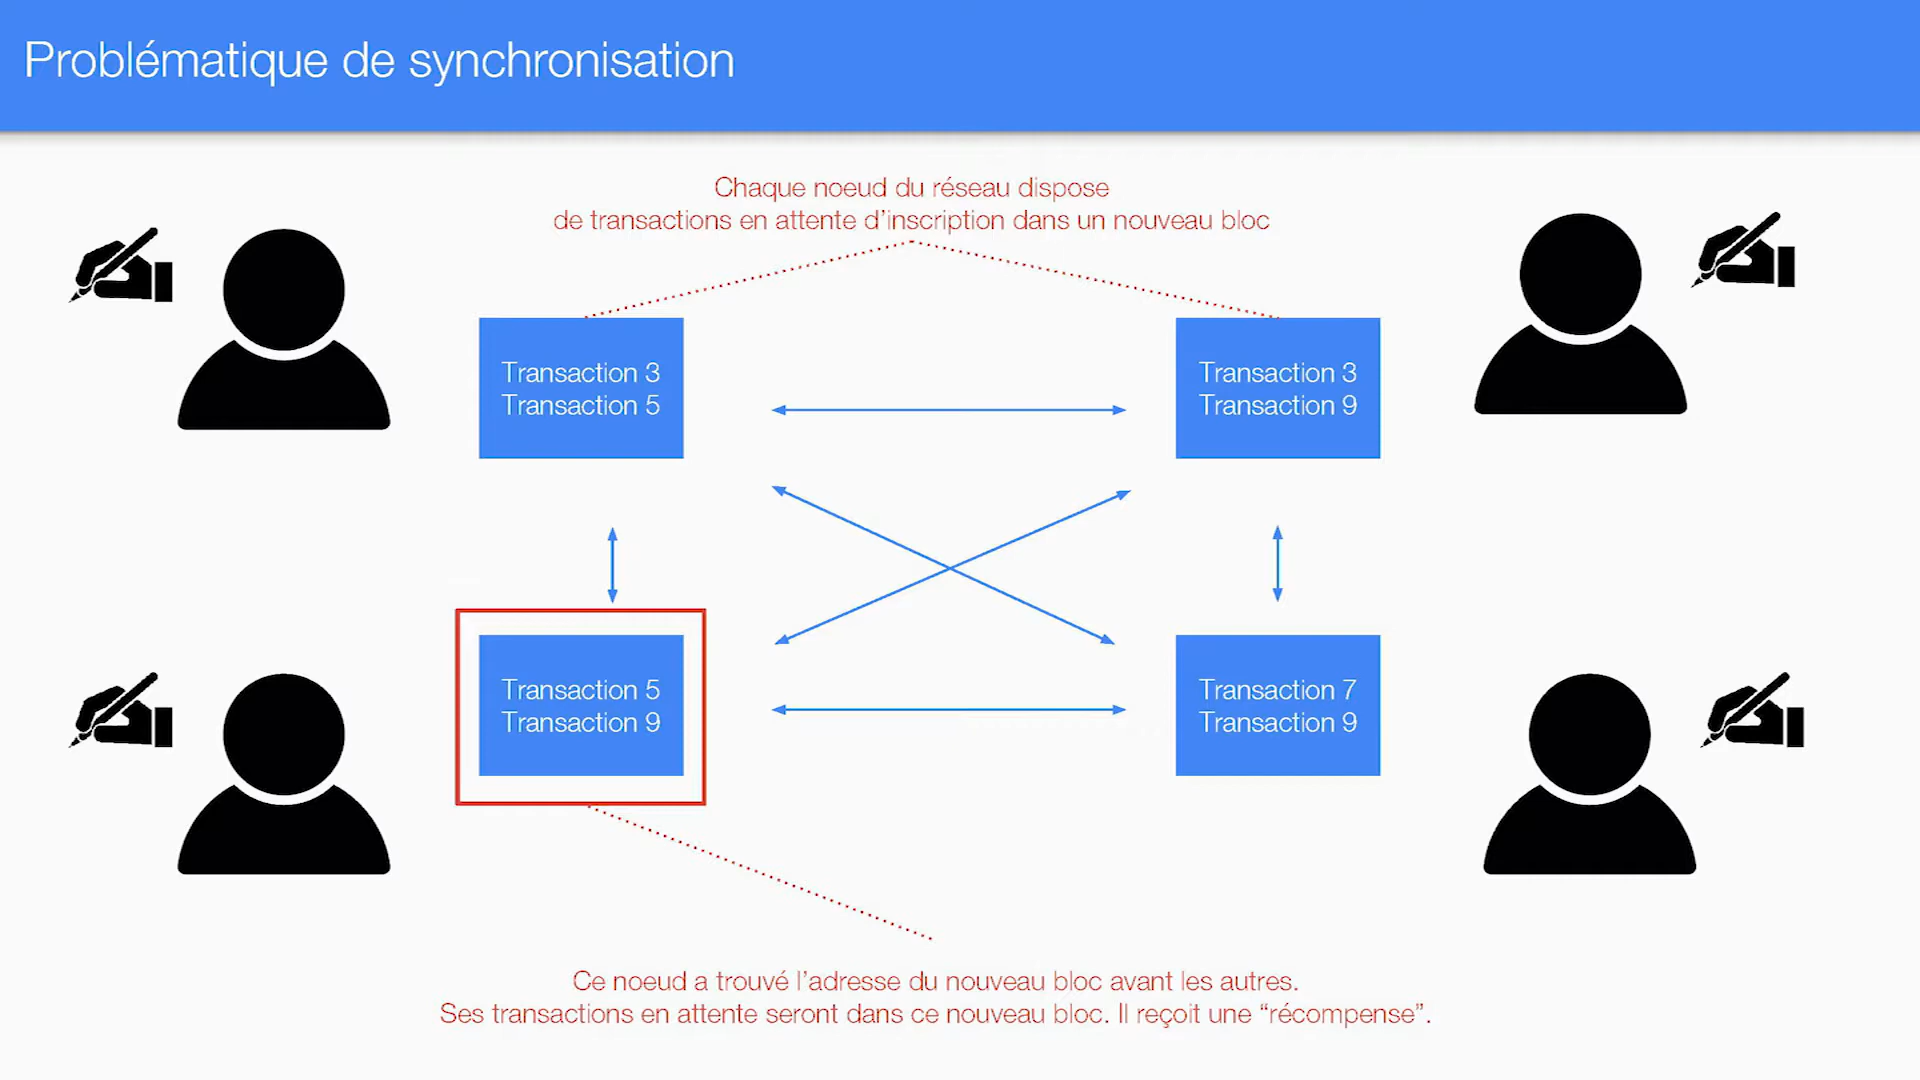 Problématique de synchronisation
Chaque noeud du réseau dispose
de transactions en attente d’inscription dans un nouveau bloc
Transaction 3
Transaction 5
Transaction 3
Transaction 9
Transaction 5
Transaction 9
Transaction 7
Transaction 9
Ce noeud a trouvé l’adresse du nouveau bloc avant les autres.
Ses transactions en attente seront dans ce nouveau bloc. Il reçoit une “récompense”.